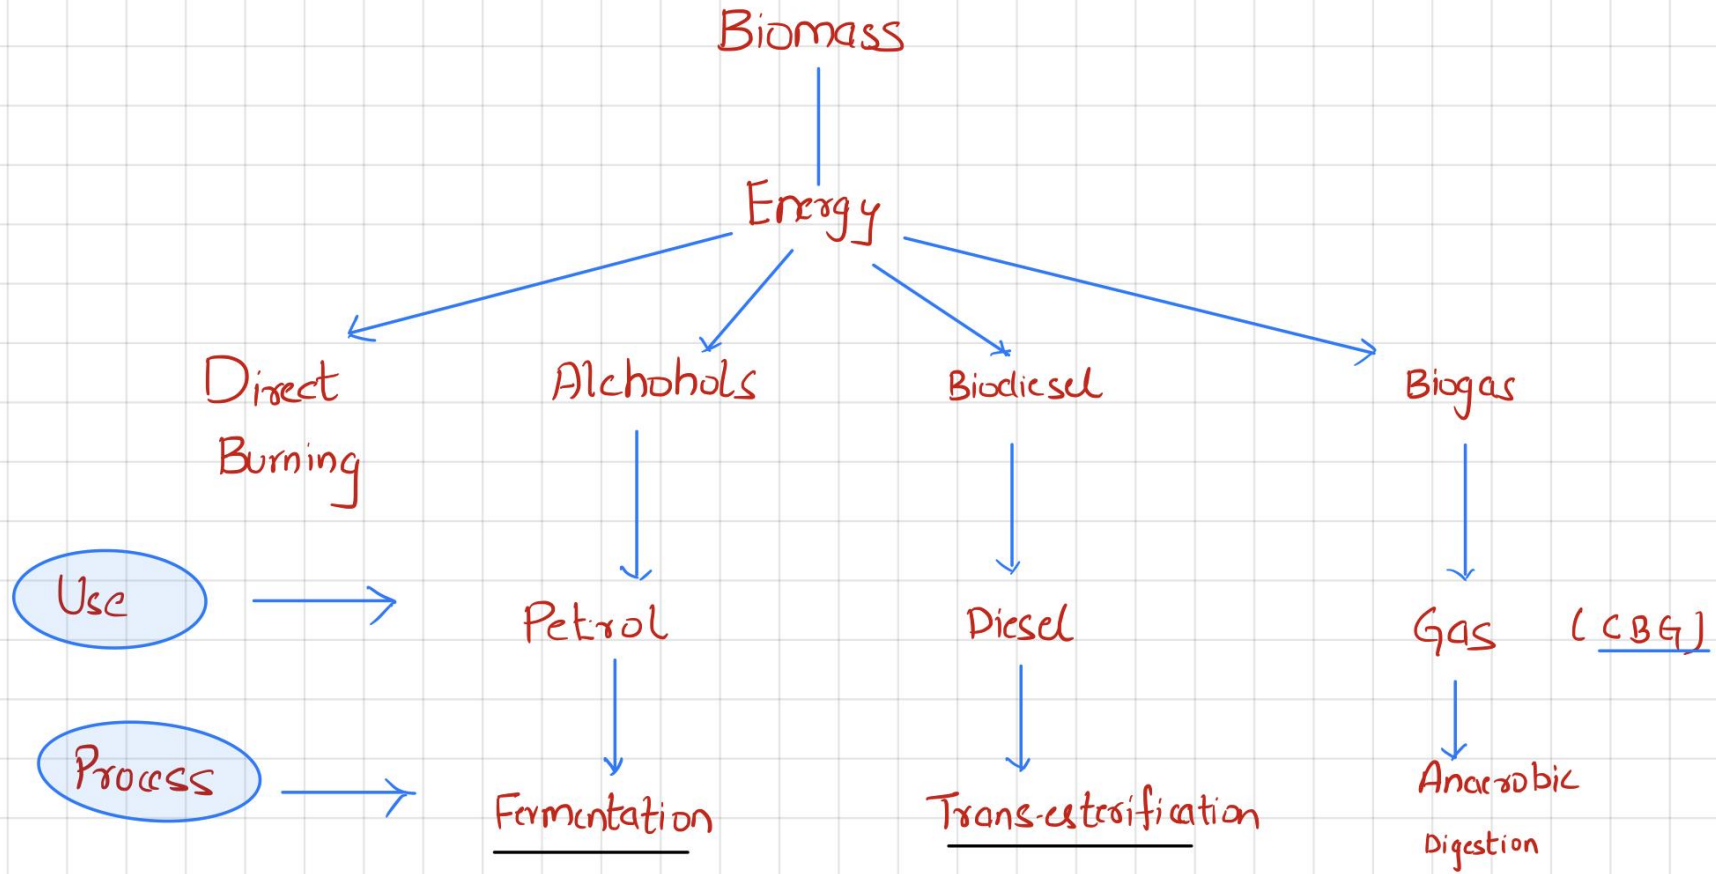 Biomass
Energy
Direct
Burning
Alchohols
Biodiesel
Biogas
Use
Petrol
Diesel
Gas (CBG)
Process
Fermentation
Trans-esterification
Anaerobic
Digestion